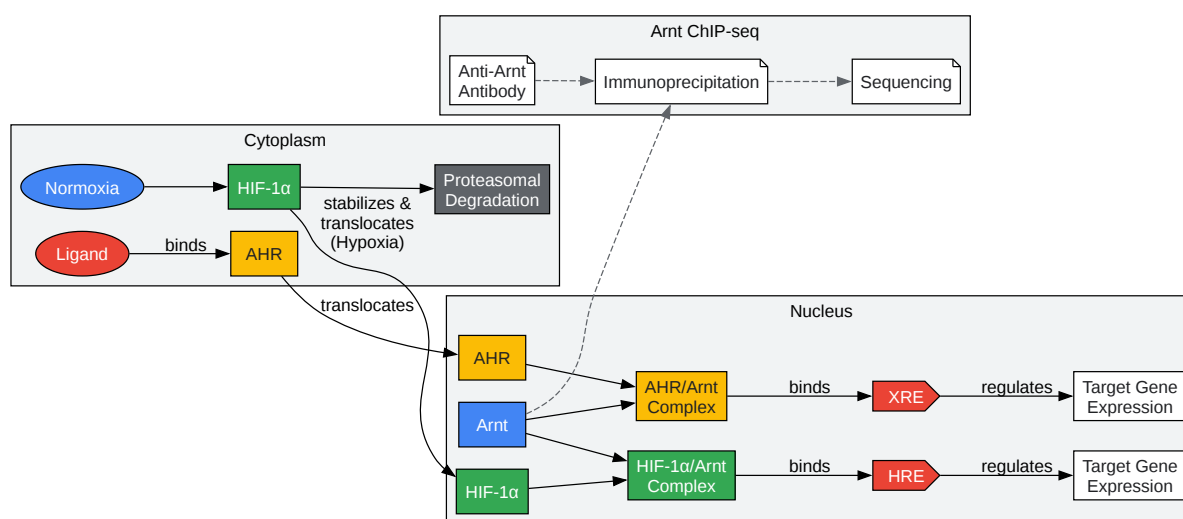 Arnt ChIP-seq
Anti-Arnt
Antibody
Immunoprecipitation
Sequencing
Cytoplasm
Normoxia
HIF-1α
Proteasomal
Degradation
stabilizes &
translocates
(Hypoxia)
Ligand
binds
AHR
translocates
Nucleus
AHR
Arnt
HIF-1α
AHR/Arnt
Complex
binds
XRE
regulates
Target Gene
Expression
HIF-1α/Arnt
Complex
binds
HRE
regulates
Target Gene
Expression